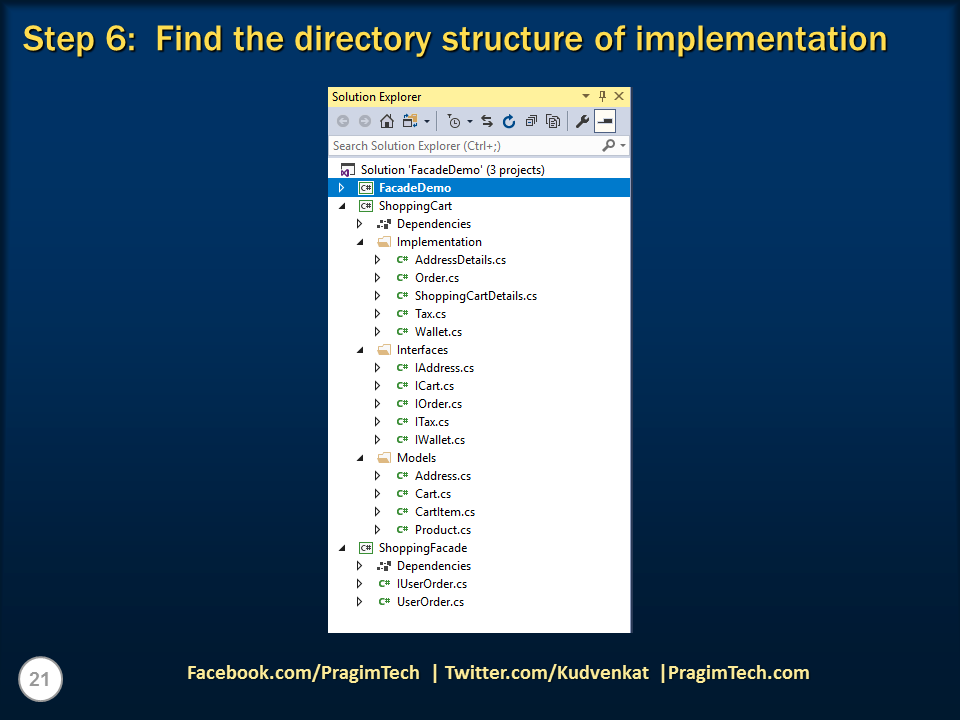 Step 6:  Find the directory structure of implementation
Solution Explorer
Search Solution Explorer (Ctrl+;)
Solution 'FacadeDemo' (3 projects)
C# FacadeDemo
C# ShoppingCart
Dependencies
Implementation
C# AddressDetails.cs
C# Order.cs
C# ShoppingCartDetails.cs
C# Tax.cs
C# Wallet.cs
Interfaces
C# IAddress.cs
C# ICart.cs
C# IOrder.cs
C# ITax.cs
C# IWallet.cs
Models
C# Address.cs
C# Cart.cs
C# CartItem.cs
C# Product.cs
C# ShoppingFacade
Dependencies
C# IUserOrder.cs
C# UserOrder.cs
21
Facebook.com/PragimTech | Twitter.com/Kudvenkat |PragimTech.com